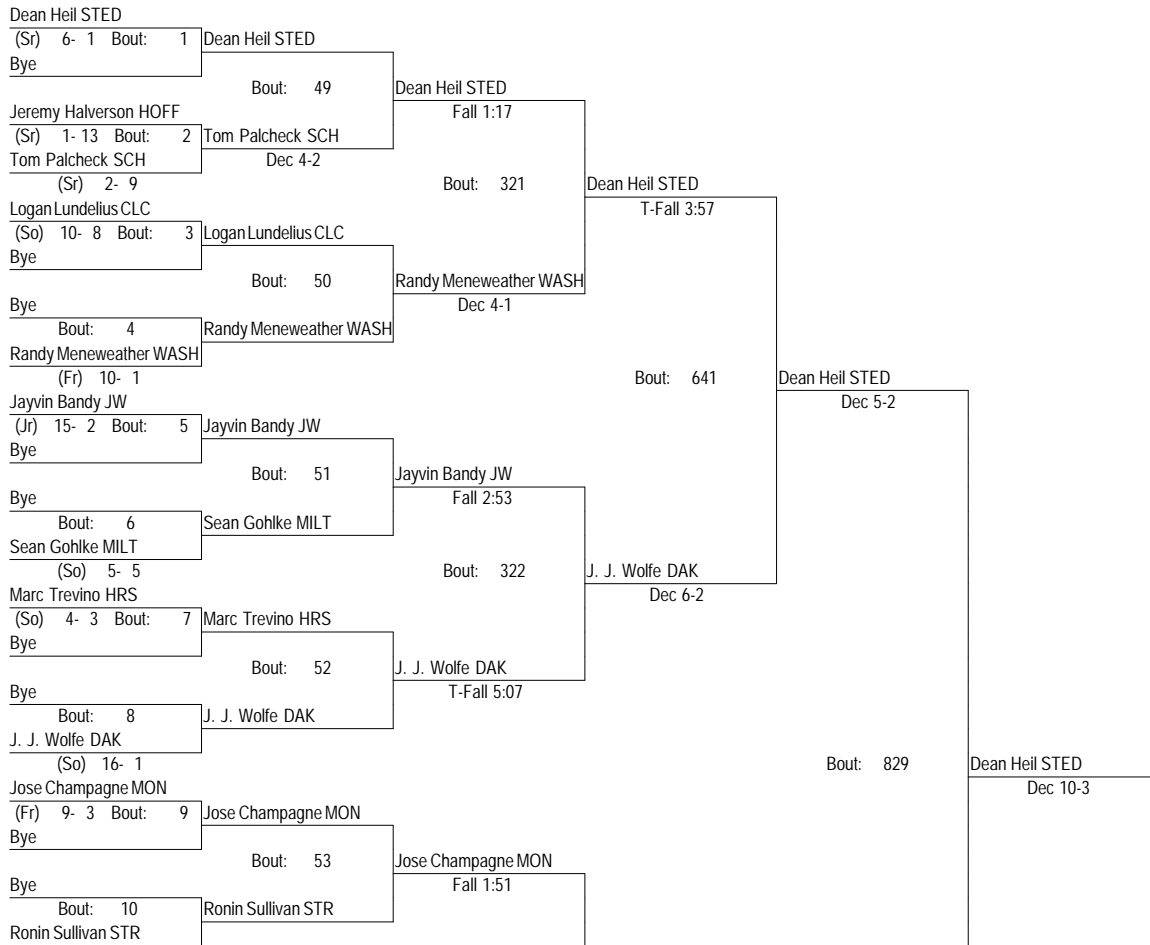 Dean Heil STED
(Sr) 6- 1 Bout: 1 Dean Heil STED
Bye
Bout: 49 Dean Heil STED
Jeremy Halverson HOFF Fall 1:17
(Sr) 1- 13 Bout: 2 Tom Palcheck SCH
Tom Palcheck SCH Dec 4-2
(Sr) 2- 9 Bout: 321 Dean Heil STED
Logan Lundelius CLC T-Fall 3:57
(So) 10- 8 Bout: 3 Logan Lundelius CLC
Bye
Bout: 50 Randy Meneweather WASH
Bye Dec 4-1
Bout: 4 Randy Meneweather WASH
Randy Meneweather WASH
(Fr) 10- 1 Bout: 641 Dean Heil STED
Jayvin Bandy JW Dec 5-2
(Jr) 15- 2 Bout: 5 Jayvin Bandy JW
Bye
Bout: 51 Jayvin Bandy JW
Bye Fall 2:53
Bout: 6 Sean Gohlke MILT
Sean Gohlke MILT
(So) 5- 5 Bout: 322 J. J. Wolfe DAK
Marc Trevino HRS Dec 6-2
(So) 4- 3 Bout: 7 Marc Trevino HRS
Bye
Bout: 52 J. J. Wolfe DAK
Bye T-Fall 5:07
Bout: 8 J. J. Wolfe DAK
J. J. Wolfe DAK
(So) 16- 1 Bout: 829 Dean Heil STED
Jose Champagne MON Dec 10-3
(Fr) 9- 3 Bout: 9 Jose Champagne MON
Bye
Bout: 53 Jose Champagne MON
Bye Fall 1:51
Bout: 10 Ronin Sullivan STR
Ronin Sullivan STR